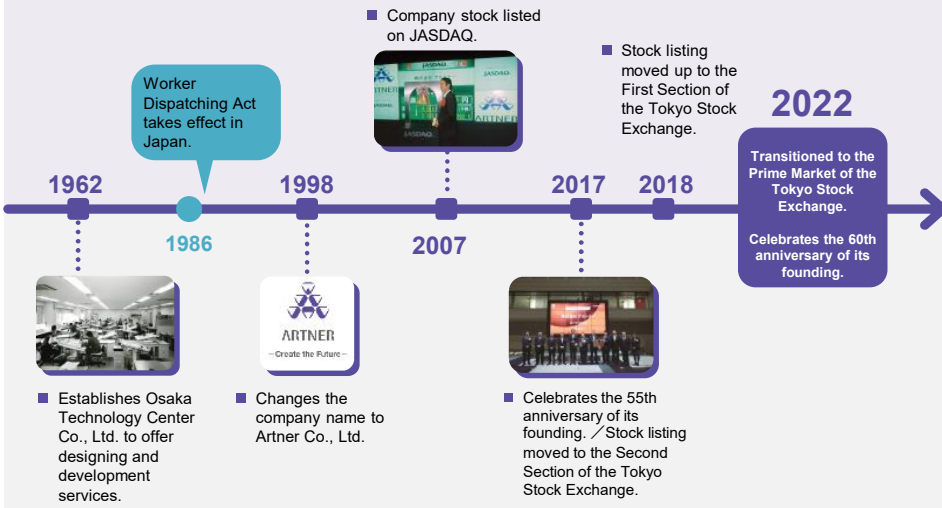 Company stock listed
on JASDAQ.
JASDAQ
ARTNER
JASDAQ
Stock listing
moved up to the
First Section of
the Tokyo Stock
Exchange.
Worker
Dispatching Act
takes effect in
Japan.
2022
Transitioned to the
Prime Market of the
Tokyo Stock
Exchange.
Celebrates the 60th
anniversary of its
founding.
1962
1986
1998
2007
2017
2018
ARTNER
–Create the Future–
Establishes Osaka
Technology Center
Co., Ltd. to offer
designing and
development
services.
Changes the
company name to
Artner Co., Ltd.
Celebrates the 55th
anniversary of its
founding. ／Stock listing
moved to the Second
Section of the Tokyo
Stock Exchange.